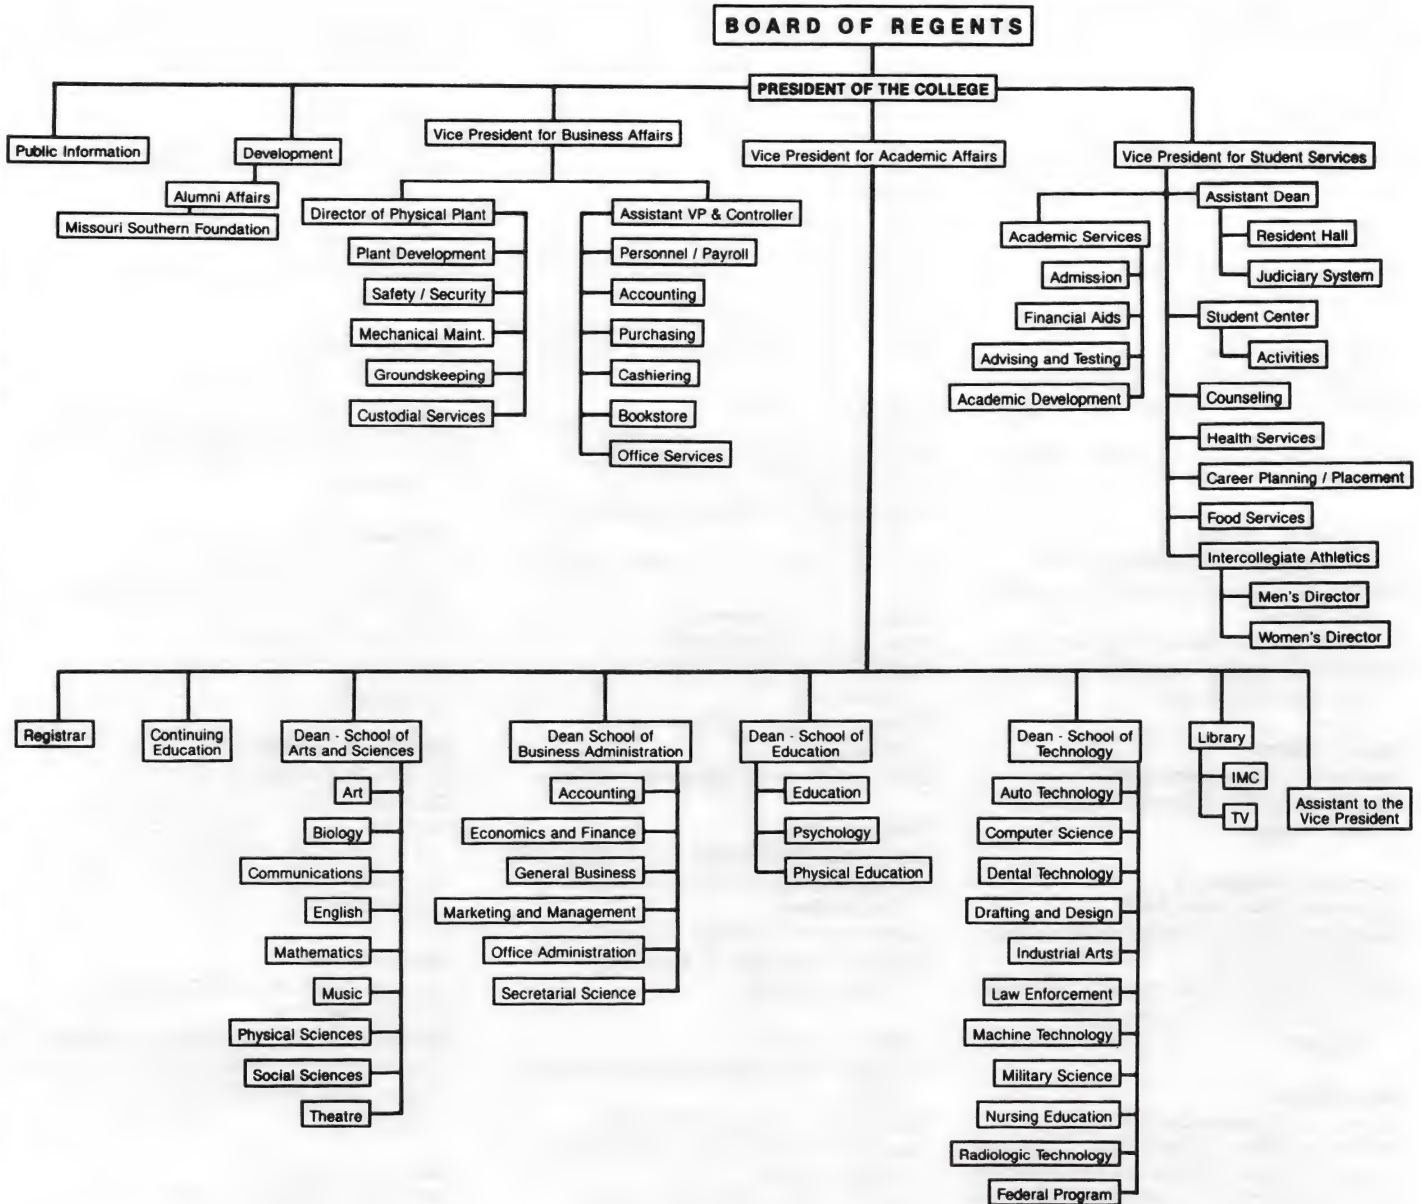 BOARD OF REGENTS
PRESIDENT OF THE COLLEGE
Public Information
Development
Alumni Affairs
Missouri Southern Foundation
Vice President for Business Affairs
Director of Physical Plant
Plant Development
Safety / Security
Mechanical Maint.
Groundskeeping
Custodial Services
Assistant VP & Controller
Personnel / Payroll
Accounting
Purchasing
Cashiering
Bookstore
Office Services
Vice President for Academic Affairs
Vice President for Student Services
Academic Services
Admission
Financial Aids
Advising and Testing
Academic Development
Assistant Dean
Resident Hall
Judiciary System
Student Center
Activities
Counseling
Health Services
Career Planning / Placement
Food Services
Intercollegiate Athletics
Men's Director
Women's Director
Registrar
Continuing
Education
Dean - School of
Arts and Sciences
Art
Biology
Communications
English
Mathematics
Music
Physical Sciences
Social Sciences
Theatre
Dean School of
Business Administration
Accounting
Economics and Finance
General Business
Marketing and Management
Office Administration
Secretarial Science
Dean - School of
Education
Education
Psychology
Physical Education
Dean - School of
Technology
Auto Technology
Computer Science
Dental Technology
Drafting and Design
Industrial Arts
Law Enforcement
Machine Technology
Military Science
Nursing Education
Radiologic Technology
Federal Program
Library
IMC
TV
Assistant to the
Vice President